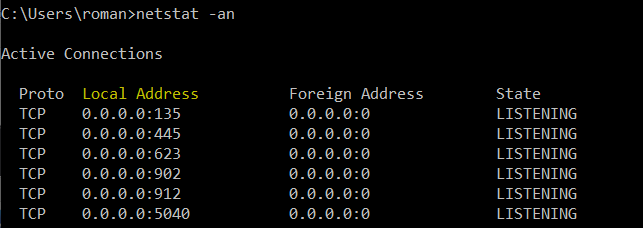 C:\Users\roman>netstat -an
Active Connections
Proto Local Address Foreign Address State
TCP 0.0.0.0:135 0.0.0.0:0 LISTENING
TCP 0.0.0.0:445 0.0.0.0:0 LISTENING
TCP 0.0.0.0:623 0.0.0.0:0 LISTENING
TCP 0.0.0.0:902 0.0.0.0:0 LISTENING
TCP 0.0.0.0:912 0.0.0.0:0 LISTENING
TCP 0.0.0.0:5040 0.0.0.0:0 LISTENING